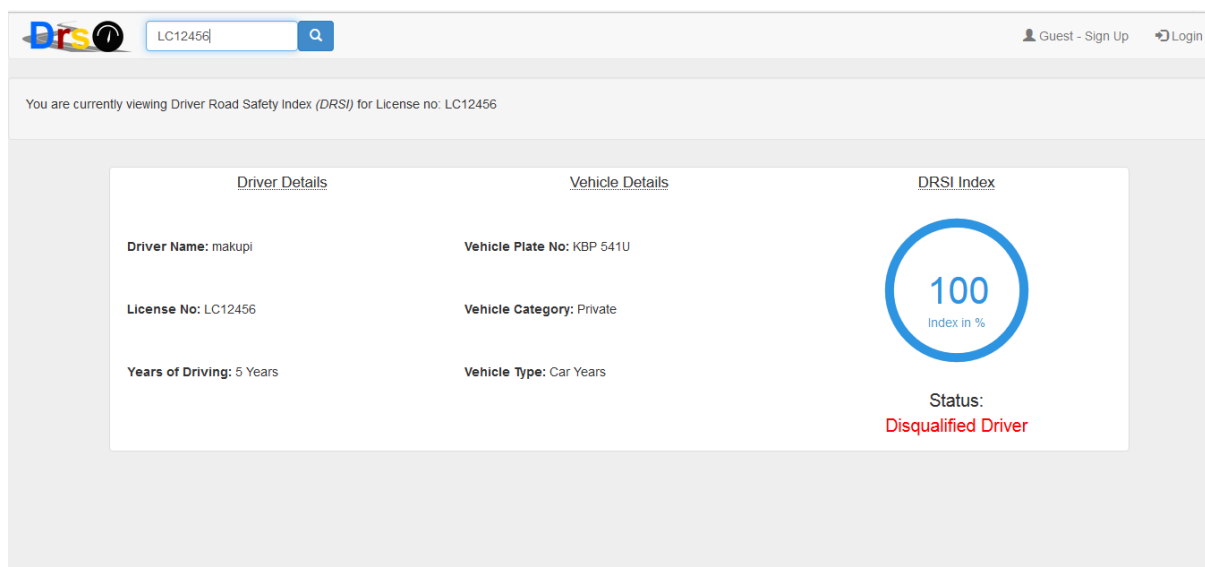 Drs
LC12456
Guest - Sign Up
Login
You are currently viewing Driver Road Safety Index (DRSI) for License no: LC12456
Driver Details
Vehicle Details
DRSI Index
Driver Name: makupi
Vehicle Plate No: KBP 541U
100
Index in %
License No: LC12456
Vehicle Category: Private
Years of Driving: 5 Years
Vehicle Type: Car Years
Status:
Disqualified Driver